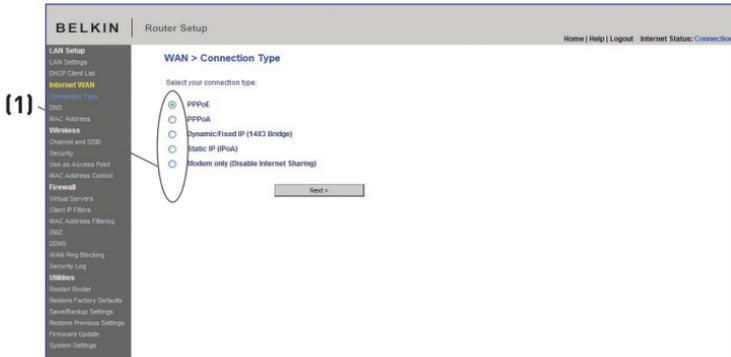 BELKIN | Router Setup
Home | Help | Logout Internet Status: Connection
LAN Setup
LAN Settings
DHCP Client List
Internet WAN
Connection Type
DNS
MAC Address
Wireless
Channel and SSID
Security
Use as Access Point
MAC Address Control
Firewall
Virtual Servers
Client IP Filters
MAC Address Filtering
DMZ
DDNS
WAN Ping Blocking
Security Log
Utilities
Restart Router
Restore Factory Defaults
Save/Backup Settings
Restore Previous Settings
Firmware Update
System Settings
(1)
WAN > Connection Type
Select your connection type:
PPPoE
PPPoA
Dynamic/Fixed IP (1483 Bridge)
Static IP (IPoA)
Modem only (Disable Internet Sharing)
Next >